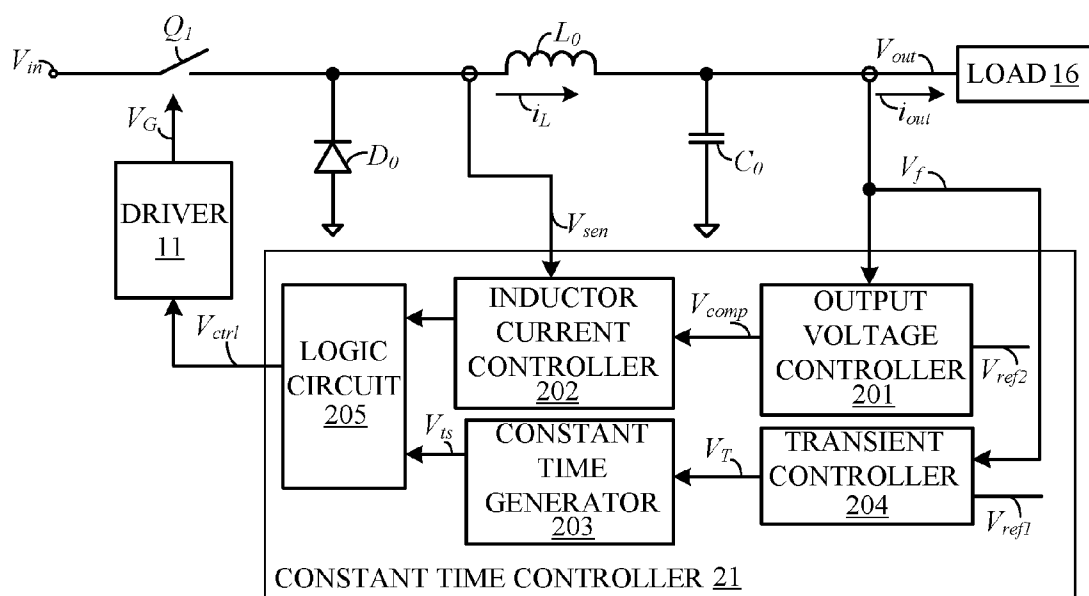 Q1
L0
Vin
Vout
LOAD 16
VG
iL
iout
D0
C0
Vf
DRIVER
11
Vsen
Vctrl
LOGIC
CIRCUIT
205
INDUCTOR
CURRENT
CONTROLLER
202
Vcomp
OUTPUT
VOLTAGE
CONTROLLER
201
Vref2
Vts
CONSTANT
TIME
GENERATOR
203
VT
TRANSIENT
CONTROLLER
204
Vref1
CONSTANT TIME CONTROLLER 21